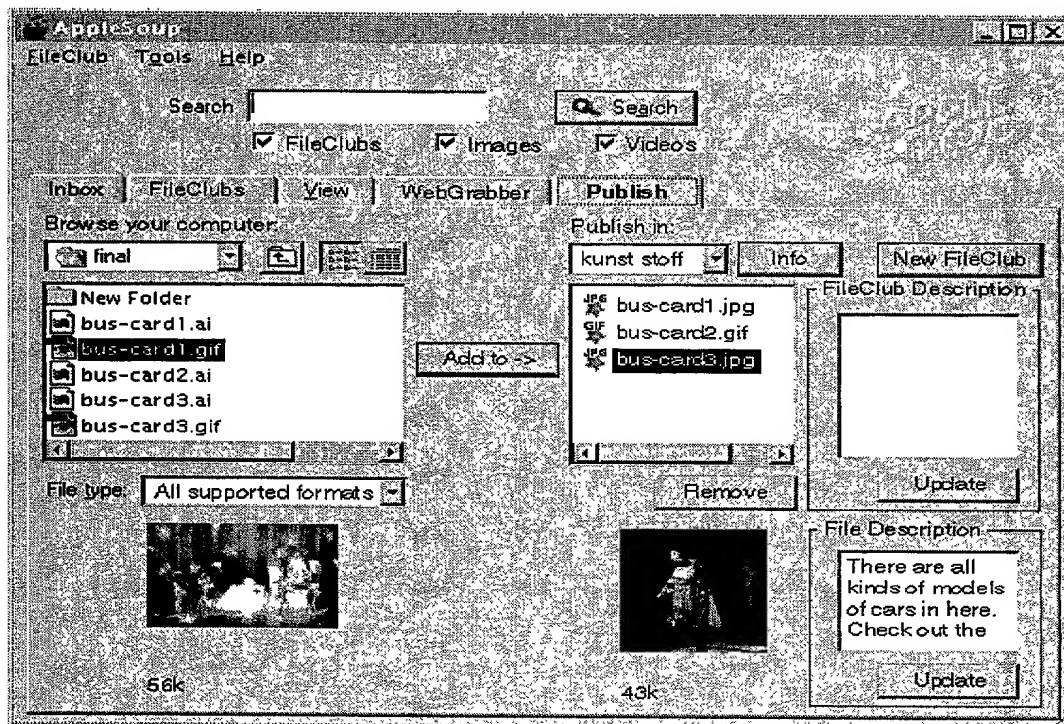 AppleSoup
FileClub Tools Help
Search
Search
FileClubs Images Videos
Inbox FileClubs View WebGrabber Publish
Browse your computer:
final
New Folder
bus-card1.ai
bus-card1.gif
bus-card2.ai
bus-card3.ai
bus-card3.gif
File type: All supported formats
56k
Add to ->
Publish in:
kunst stoff Info New FileClub
JPG bus-card1.jpg
GIF bus-card2.gif
JPG bus-card3.jpg
Remove
43k
FileClub Description
Update
File Description
There are all
kinds of models
of cars in here.
Check out the
Update